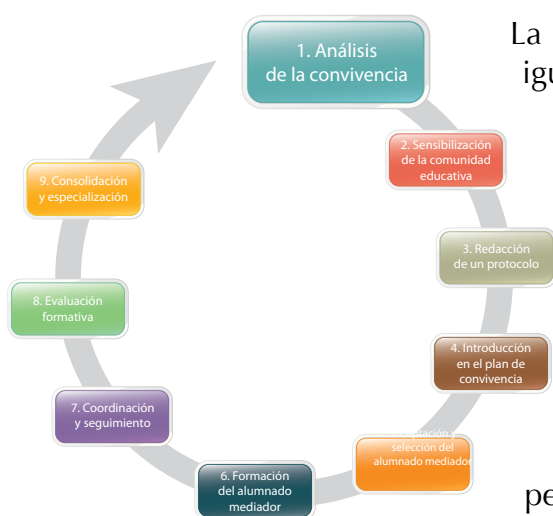 La
igu
1. Análisis
de la convivencia
2. Sensibilización
de la comunidad
educativa
3. Redacción
de un protocolo
4. Introducción
en el plan de
convivencia
selección del
alumnado mediador
6. Formación
del alumnado
mediador
7. Coordinación
y seguimiento
8. Evaluación
formativa
9. Consolidación
y especialización
pe